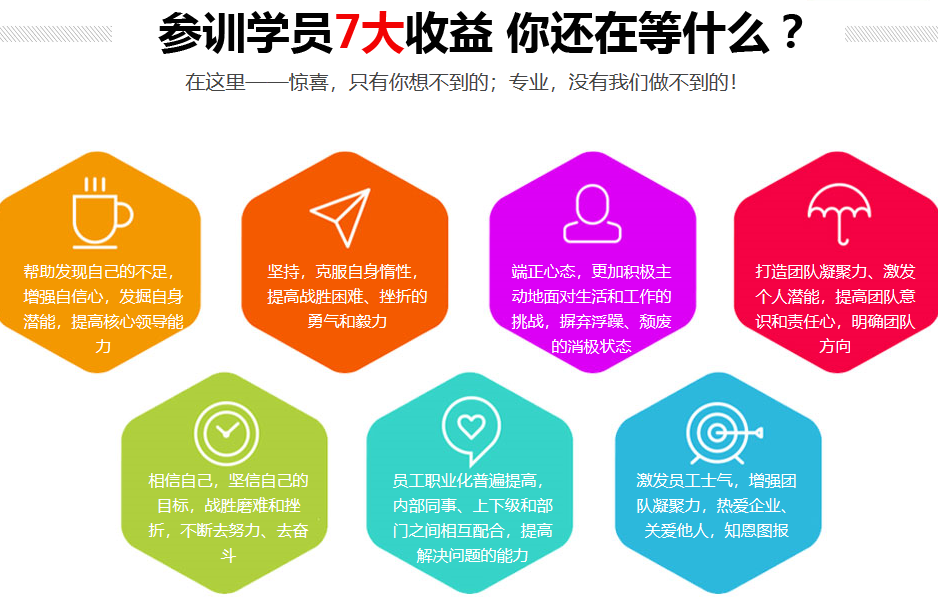 参训学员7大收益 你还在等什么？
在这里——惊喜，只有你想不到的；专业，没有我们做不到的！
帮助发现自己的不足，
增强自信心，发掘自身
潜能，提高核心领导能
力
坚持，克服自身惰性，
提高战胜困难、挫折的
勇气和毅力
端正心态，更加积极主
动地面对生活和工作的
挑战，摒弃浮躁、颓废
的消极状态
打造团队凝聚力、激发
个人潜能，提高团队意
识和责任心，明确团队
方向
相信自己，坚信自己的
目标，战胜磨难和挫
折，不断去努力、去奋
斗
员工职业化普遍提高，
内部同事、上下级和部
门之间相互配合，提高
解决问题的能力
激发员工士气，增强团
队凝聚力，热爱企业、
关爱他人，知恩图报